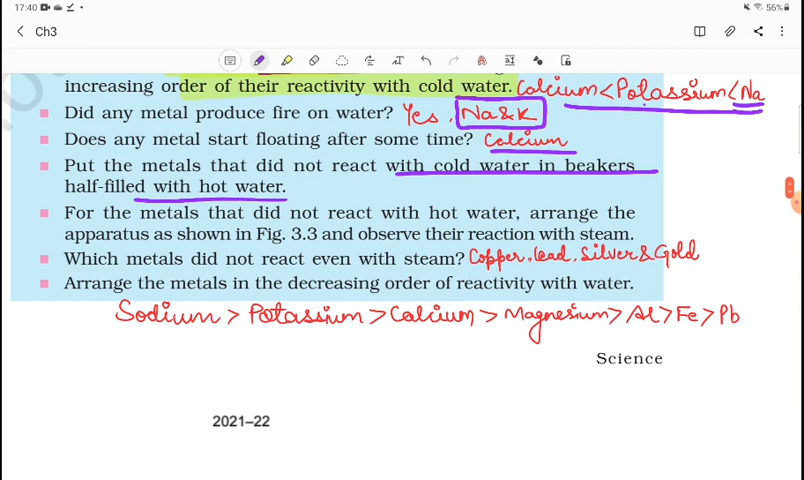 17:40
56%
Ch3
increasing order of their reactivity with cold water. Calcium<Potassium<Na
Did any metal produce fire on water? Yes, Na&K
Does any metal start floating after some time? Calcium
Put the metals that did not react with cold water in beakers
half-filled with hot water.
For the metals that did not react with hot water, arrange the
apparatus as shown in Fig. 3.3 and observe their reaction with steam.
Which metals did not react even with steam? Copper, lead, Silver & Gold
Arrange the metals in the decreasing order of reactivity with water.
Sodium > Potassium > Calcium > Magnesium > Al > Fe > Pb
Science
2021–22